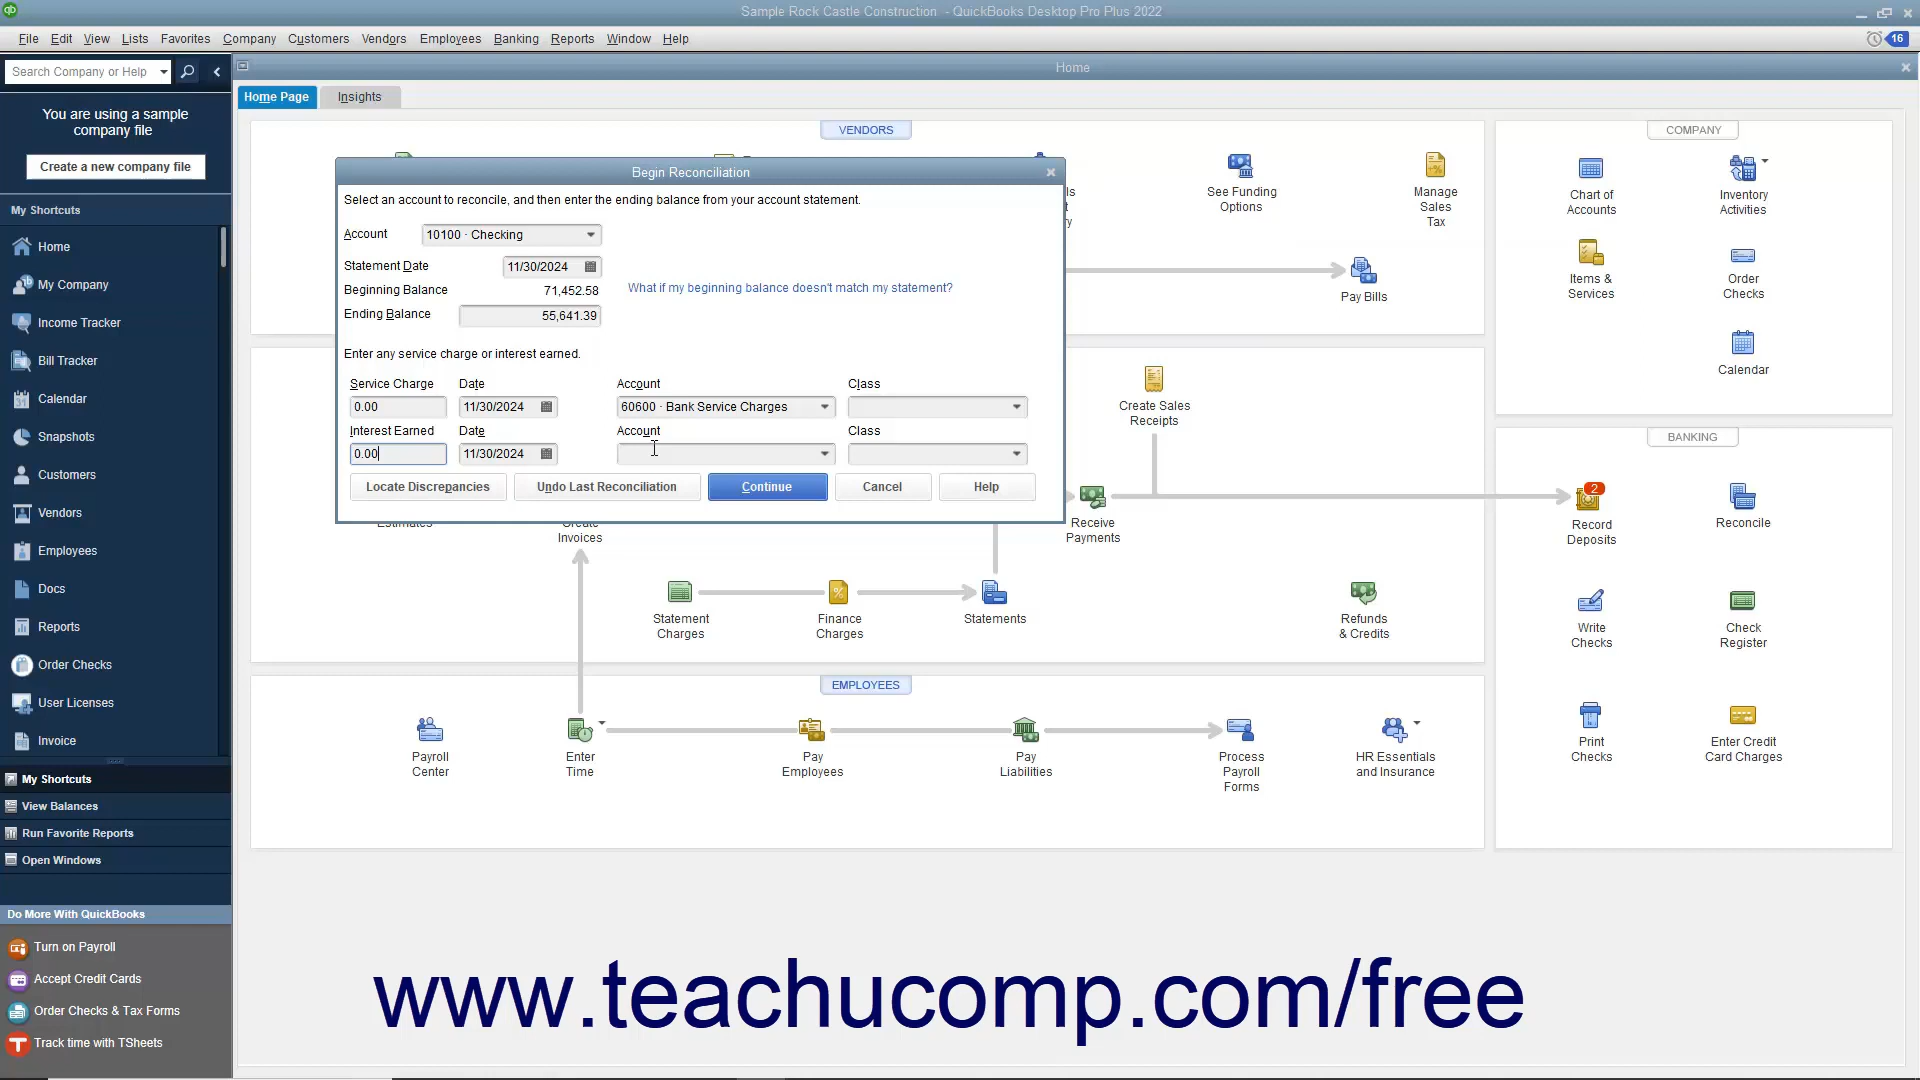 Sample Rock Castle Construction - QuickBooks Desktop Pro Plus 2022
File Edit View Lists Favorites Company Customers Vendors Employees Banking Reports Window Help
16
Search Company or Help
Home
Home Page
Insights
You are using a sample
company file
Create a new company file
My Shortcuts
Home
My Company
Income Tracker
Bill Tracker
Calendar
Snapshots
Customers
Vendors
Employees
Docs
Reports
Order Checks
User Licenses
Invoice
My Shortcuts
View Balances
Run Favorite Reports
Open Windows
Do More With QuickBooks
Turn on Payroll
Accept Credit Cards
Order Checks & Tax Forms
Track time with TSheets
VENDORS
See Funding
Options
Manage
Sales
Tax
Pay Bills
Begin Reconciliation
Select an account to reconcile, and then enter the ending balance from your account statement.
Account 10100 · Checking
Statement Date 11/30/2024
Beginning Balance 71,452.58
What if my beginning balance doesn't match my statement?
Ending Balance 55,641.39
Enter any service charge or interest earned.
Service Charge Date Account Class
0.00 11/30/2024 60600 · Bank Service Charges
Interest Earned Date Account Class
0.00 11/30/2024
Locate Discrepancies Undo Last Reconciliation Continue Cancel Help
Create Sales
Receipts
Estimates
Create
Invoices
Receive
Payments
Statement
Charges
Finance
Charges
Statements
Refunds
& Credits
EMPLOYEES
Payroll
Center
Enter
Time
Pay
Employees
Pay
Liabilities
Process
Payroll
Forms
HR Essentials
and Insurance
COMPANY
Chart of
Accounts
Inventory
Activities
Items &
Services
Order
Checks
Calendar
BANKING
2
Record
Deposits
Reconcile
Write
Checks
Check
Register
Print
Checks
Enter Credit
Card Charges
www.teachucomp.com/free